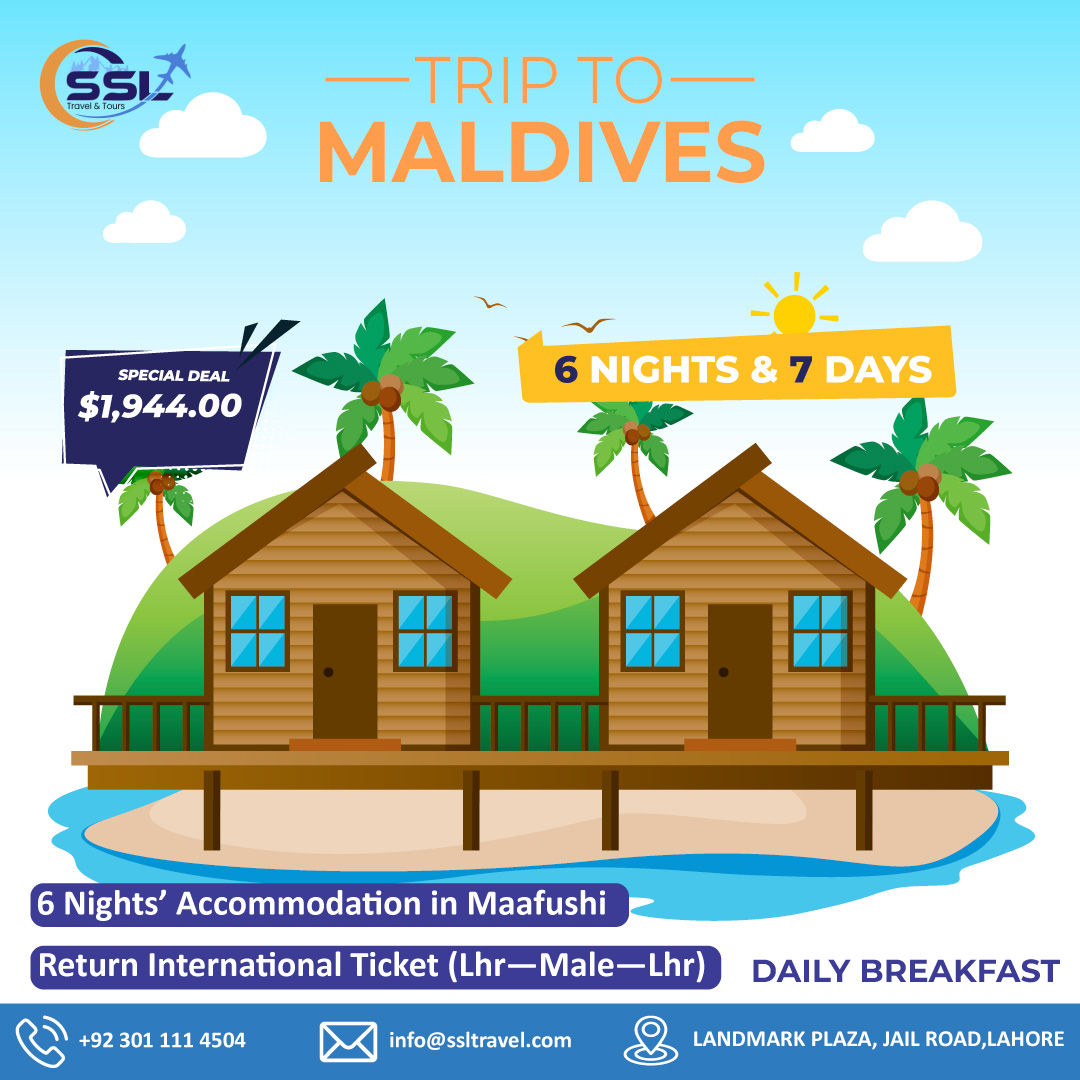 SSL
Travel & Tours
TRIP TO
MALDIVES
SPECIAL DEAL
$1,944.00
6 NIGHTS & 7 DAYS
6 Nights’ Accommodation in Maafushi
Return International Ticket (Lhr—Male—Lhr)
DAILY BREAKFAST
+92 301 111 4504
info@ssltravel.com
LANDMARK PLAZA, JAIL ROAD,LAHORE